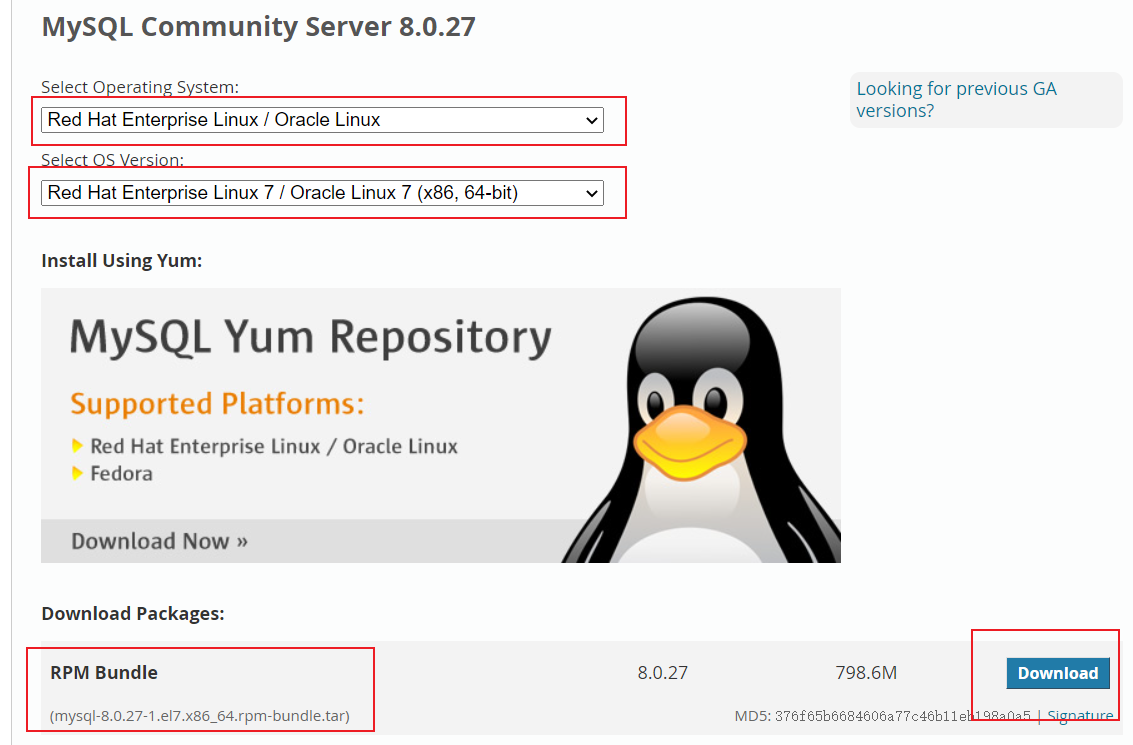 MySQL Community Server 8.0.27
Select Operating System:
Looking for previous GA
versions?
Red Hat Enterprise Linux / Oracle Linux
Select OS Version:
Red Hat Enterprise Linux 7 / Oracle Linux 7 (x86, 64-bit)
Install Using Yum:
MySQL Yum Repository
Supported Platforms:
Red Hat Enterprise Linux / Oracle Linux
Fedora
Download Now »
Download Packages:
RPM Bundle 8.0.27 798.6M Download
(mysql-8.0.27-1.el7.x86_64.rpm-bundle.tar) MD5: 376f65b6684606a77c46b11eb198a0a5 | Signature